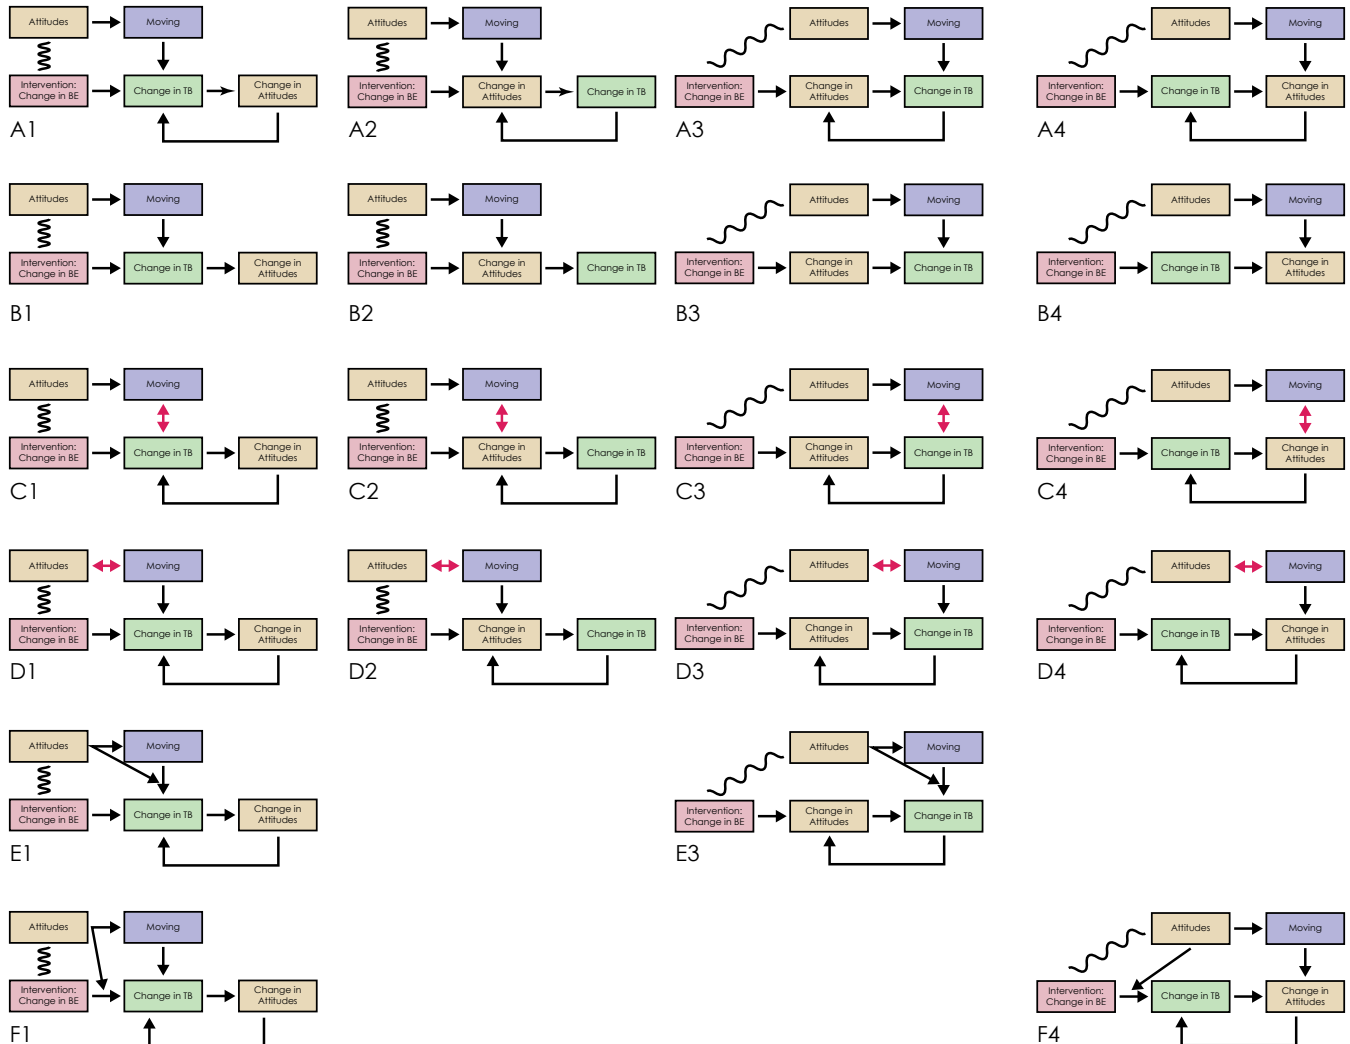 Attitudes
Moving
Intervention:
Change in BE
Change in TB
Change in
Attitudes
A1
Attitudes
Moving
Intervention:
Change in BE
Change in
Attitudes
Change in TB
A2
Attitudes
Moving
Intervention:
Change in BE
Change in
Attitudes
Change in TB
A3
Attitudes
Moving
Intervention:
Change in BE
Change in TB
Change in
Attitudes
A4
Attitudes
Moving
Intervention:
Change in BE
Change in TB
Change in
Attitudes
B1
Attitudes
Moving
Intervention:
Change in BE
Change in
Attitudes
Change in TB
B2
Attitudes
Moving
Intervention:
Change in BE
Change in
Attitudes
Change in TB
B3
Attitudes
Moving
Intervention:
Change in BE
Change in TB
Change in
Attitudes
B4
Attitudes
Moving
Intervention:
Change in BE
Change in TB
Change in
Attitudes
C1
Attitudes
Moving
Intervention:
Change in BE
Change in
Attitudes
Change in TB
C2
Attitudes
Moving
Intervention:
Change in BE
Change in
Attitudes
Change in TB
C3
Attitudes
Moving
Intervention:
Change in BE
Change in TB
Change in
Attitudes
C4
Attitudes
Moving
Intervention:
Change in BE
Change in TB
Change in
Attitudes
D1
Attitudes
Moving
Intervention:
Change in BE
Change in
Attitudes
Change in TB
D2
Attitudes
Moving
Intervention:
Change in BE
Change in
Attitudes
Change in TB
D3
Attitudes
Moving
Intervention:
Change in BE
Change in TB
Change in
Attitudes
D4
Attitudes
Moving
Intervention:
Change in BE
Change in TB
Change in
Attitudes
E1
Attitudes
Moving
Intervention:
Change in BE
Change in
Attitudes
Change in TB
E3
Attitudes
Moving
Intervention:
Change in BE
Change in TB
Change in
Attitudes
F1
Attitudes
Moving
Intervention:
Change in BE
Change in TB
Change in
Attitudes
F4